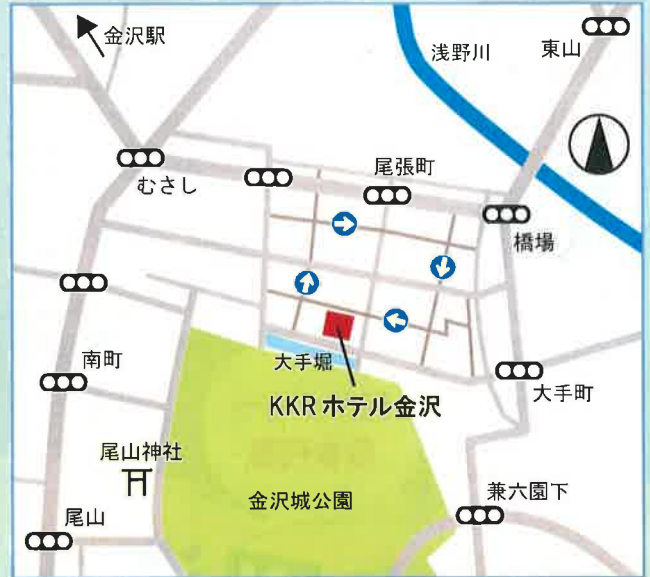 金沢駅
浅野川
東山
むさし
尾張町
橋場
南町
大手堀
大手町
KKRホテル金沢
尾山神社
金沢城公園
兼六園下
尾山